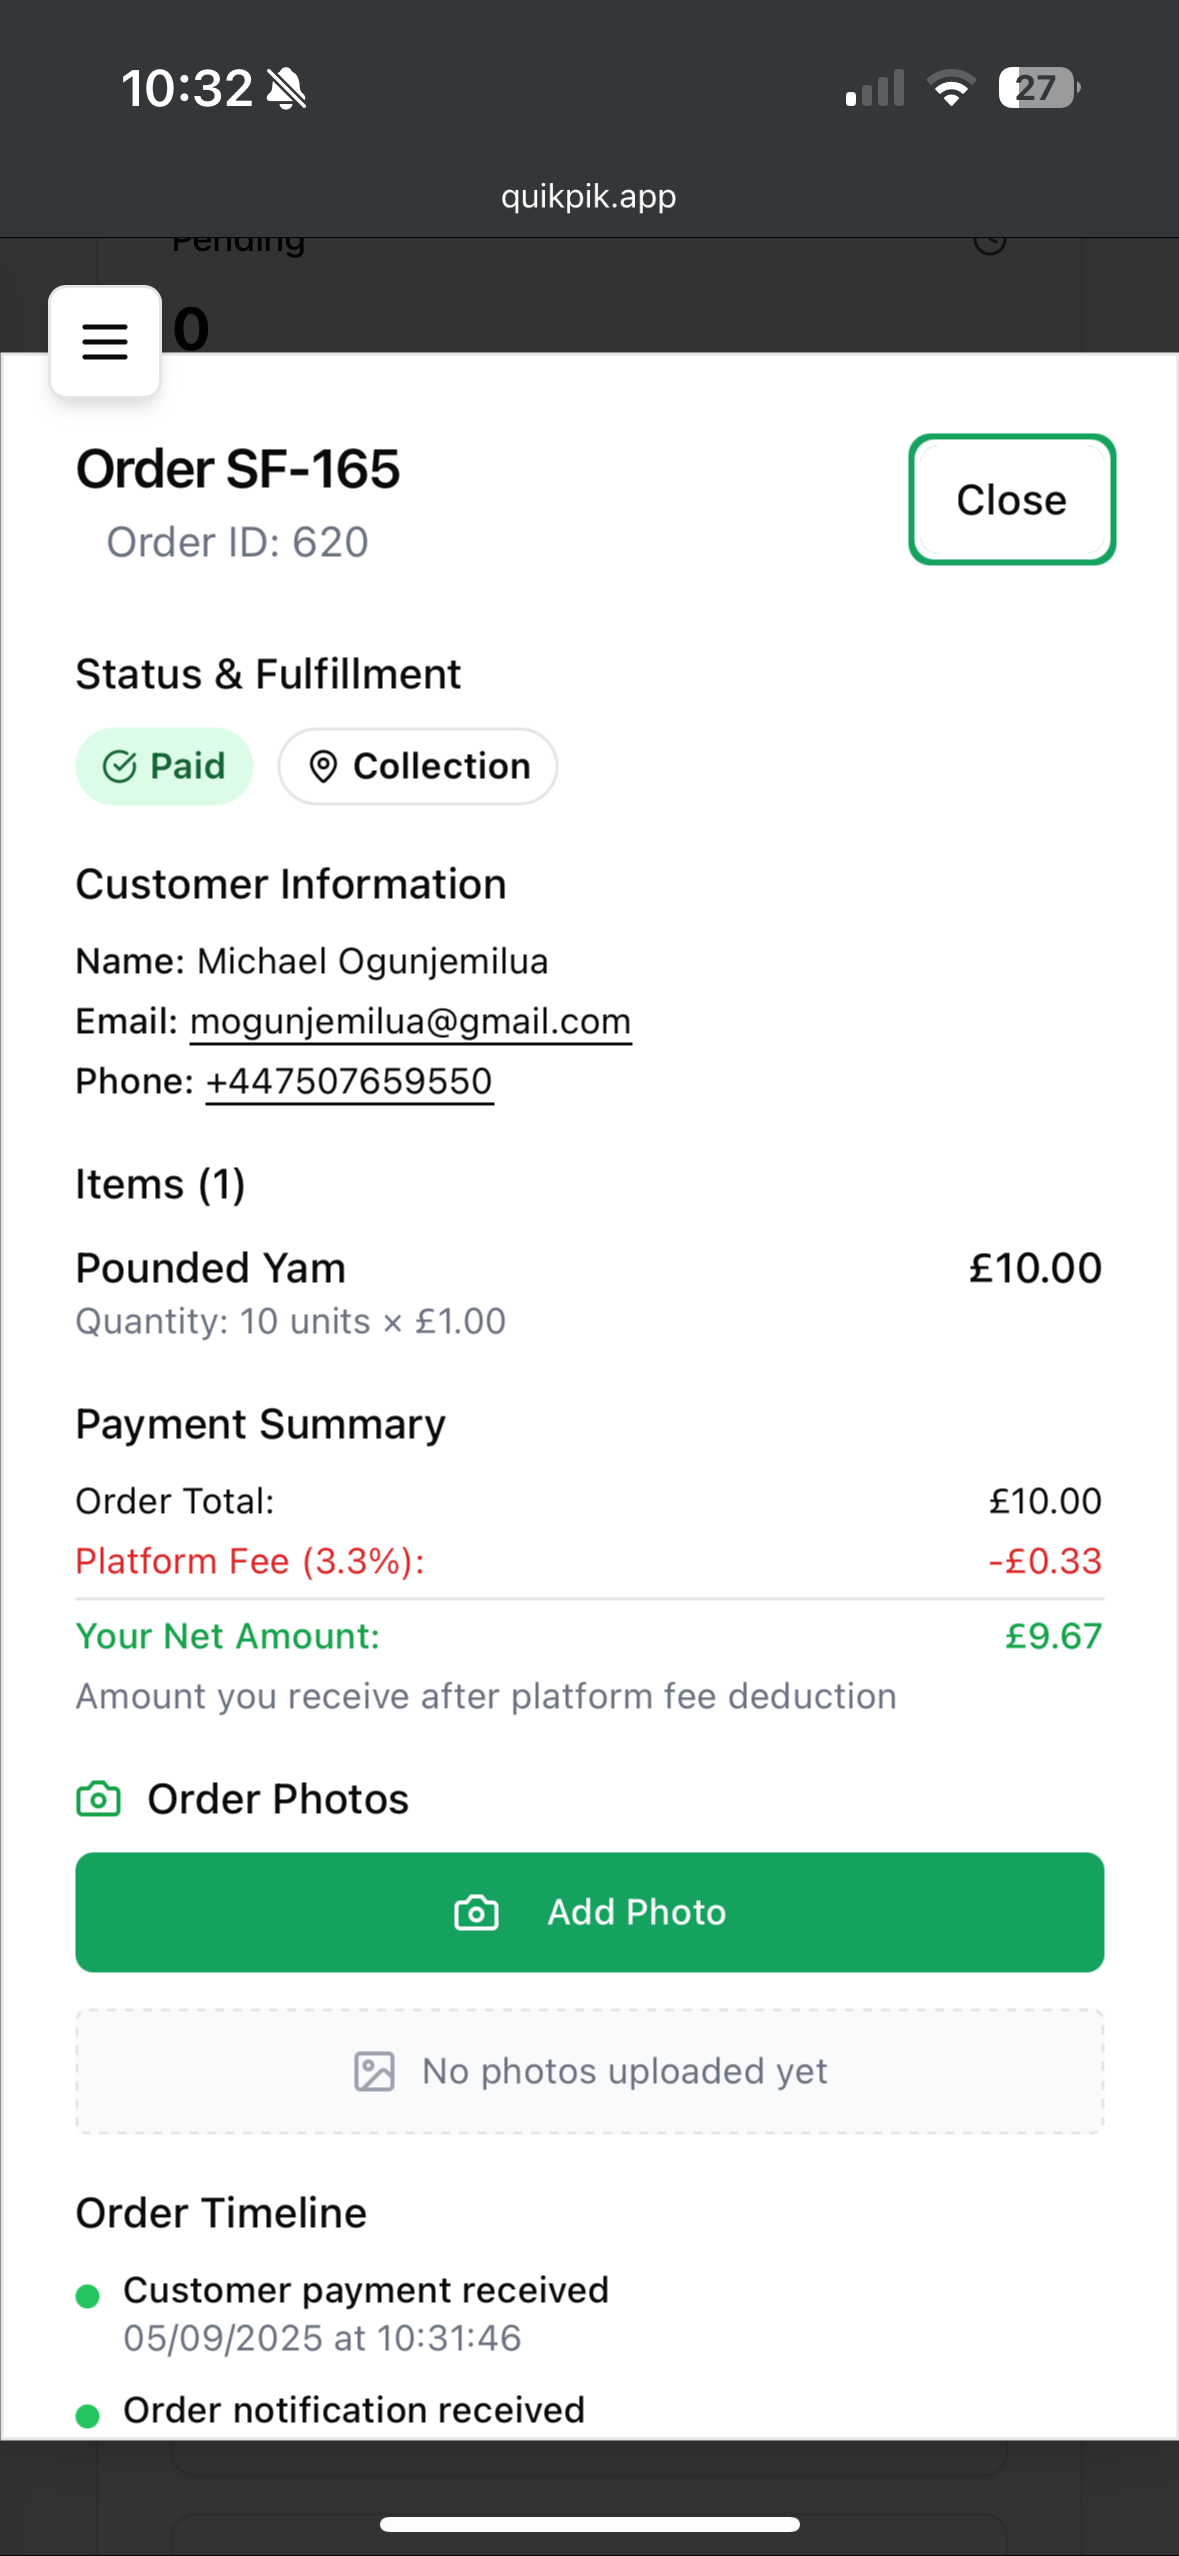 10:32
27
quikpik.app
Pending
0
Order SF-165
Close
Order ID: 620
Status & Fulfillment
Paid
Collection
Customer Information
Name: Michael Ogunjemilua
Email: mogunjemilua@gmail.com
Phone: +447507659550
Items (1)
Pounded Yam
£10.00
Quantity: 10 units × £1.00
Payment Summary
Order Total:
£10.00
Platform Fee (3.3%):
-£0.33
Your Net Amount:
£9.67
Amount you receive after platform fee deduction
Order Photos
Add Photo
No photos uploaded yet
Order Timeline
Customer payment received
05/09/2025 at 10:31:46
Order notification received